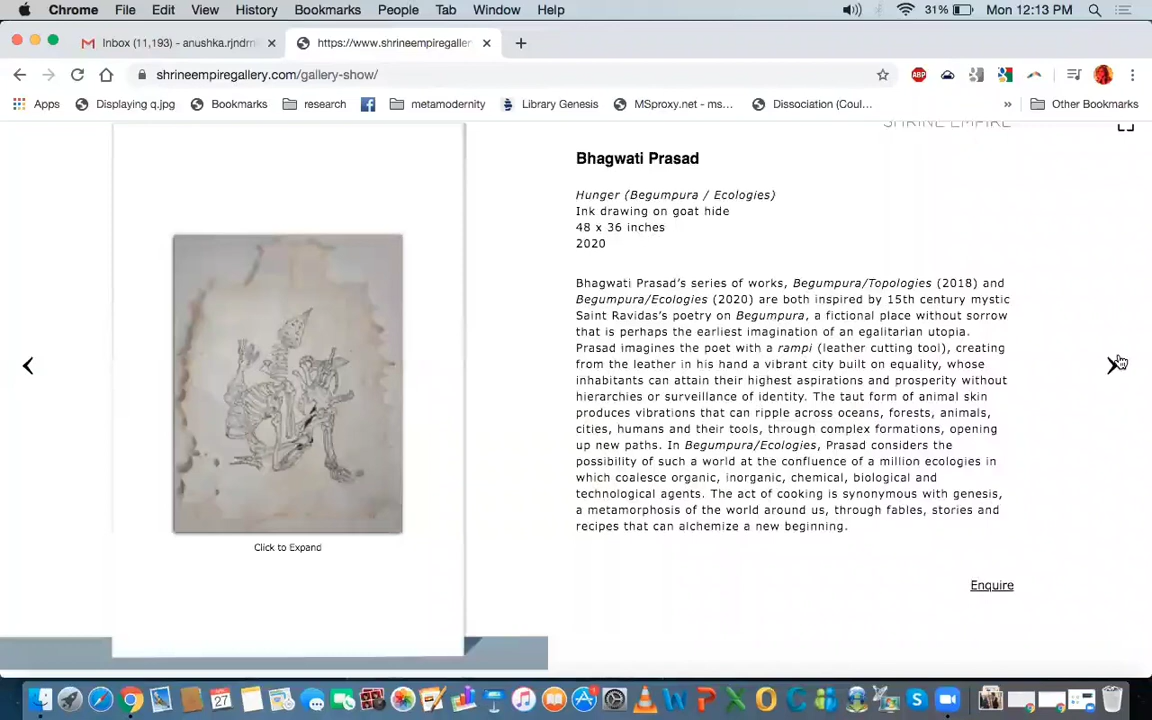 Chrome File Edit View History Bookmarks People Tab Window Help 31% Mon 12:13 PM
Inbox (11,193) - anushka.rjndrn https://www.shrineempiregaller
shrineempiregallery.com/gallery-show/ ABP
Apps Displaying q.jpg Bookmarks research metamodernity Library Genesis MSproxy.net - ms... Dissociation (Coul... » Other Bookmarks
SHRINE EMPIRE
Bhagwati Prasad
Hunger (Begumpura / Ecologies)
Ink drawing on goat hide
48 x 36 inches
2020
Bhagwati Prasad's series of works, Begumpura/Topologies (2018) and
Begumpura/Ecologies (2020) are both inspired by 15th century mystic
Saint Ravidas's poetry on Begumpura, a fictional place without sorrow
that is perhaps the earliest imagination of an egalitarian utopia.
Prasad imagines the poet with a rampi (leather cutting tool), creating
from the leather in his hand a vibrant city built on equality, whose
inhabitants can attain their highest aspirations and prosperity without
hierarchies or surveillance of identity. The taut form of animal skin
produces vibrations that can ripple across oceans, forests, animals,
cities, humans and their tools, through complex formations, opening
up new paths. In Begumpura/Ecologies, Prasad considers the
possibility of such a world at the confluence of a million ecologies in
which coalesce organic, inorganic, chemical, biological and
technological agents. The act of cooking is synonymous with genesis,
a metamorphosis of the world around us, through fables, stories and
recipes that can alchemize a new beginning.
Click to Expand
Enquire